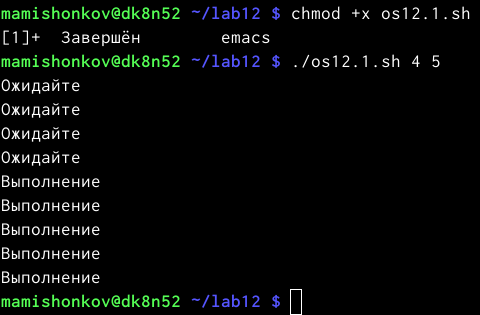 mamishonkov@dk8n52 ~/lab12 $ chmod +x os12.1.sh
[1]+  Завершён        emacs
mamishonkov@dk8n52 ~/lab12 $ ./os12.1.sh 4 5
Ожидайте
Ожидайте
Ожидайте
Ожидайте
Выполнение
Выполнение
Выполнение
Выполнение
Выполнение
mamishonkov@dk8n52 ~/lab12 $